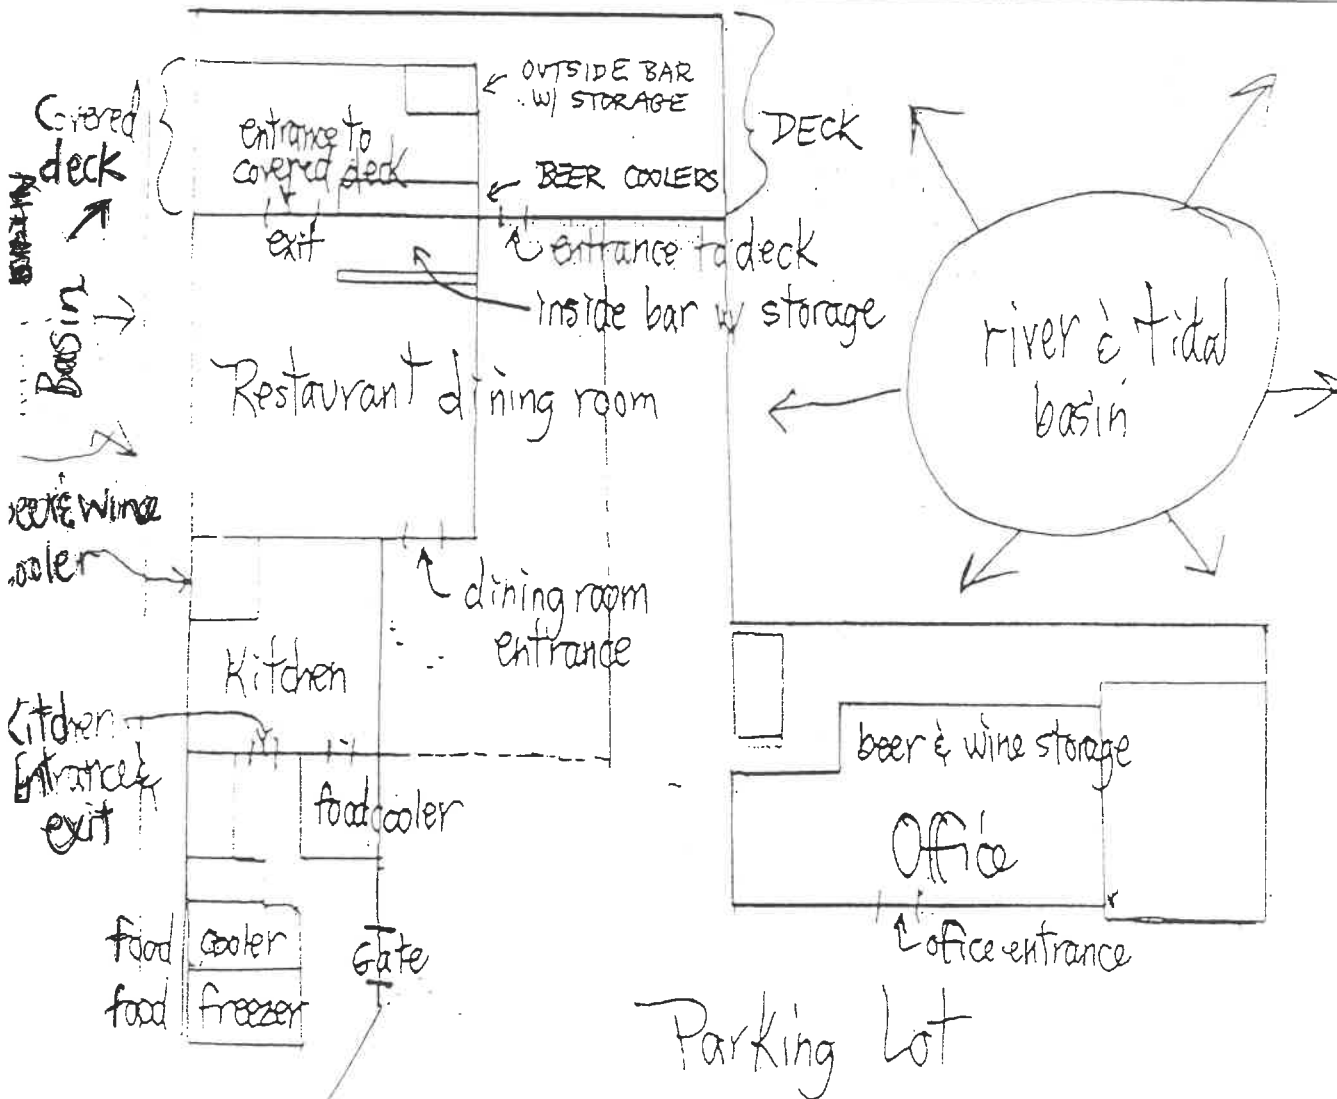 OUTSIDE BAR
W/ STORAGE
Covered
deck
entrance to
covered deck
DECK
BEER COOLERS
exit
entrance to deck
inside bar w/ storage
Basin
river & tidal
basin
Restaurant dining room
beer & wine
cooler
dining room
entrance
Kitchen
Kitchen
Entrance &
exit
food cooler
beer & wine storage
Office
office entrance
food cooler
food freezer
Gate
Parking Lot